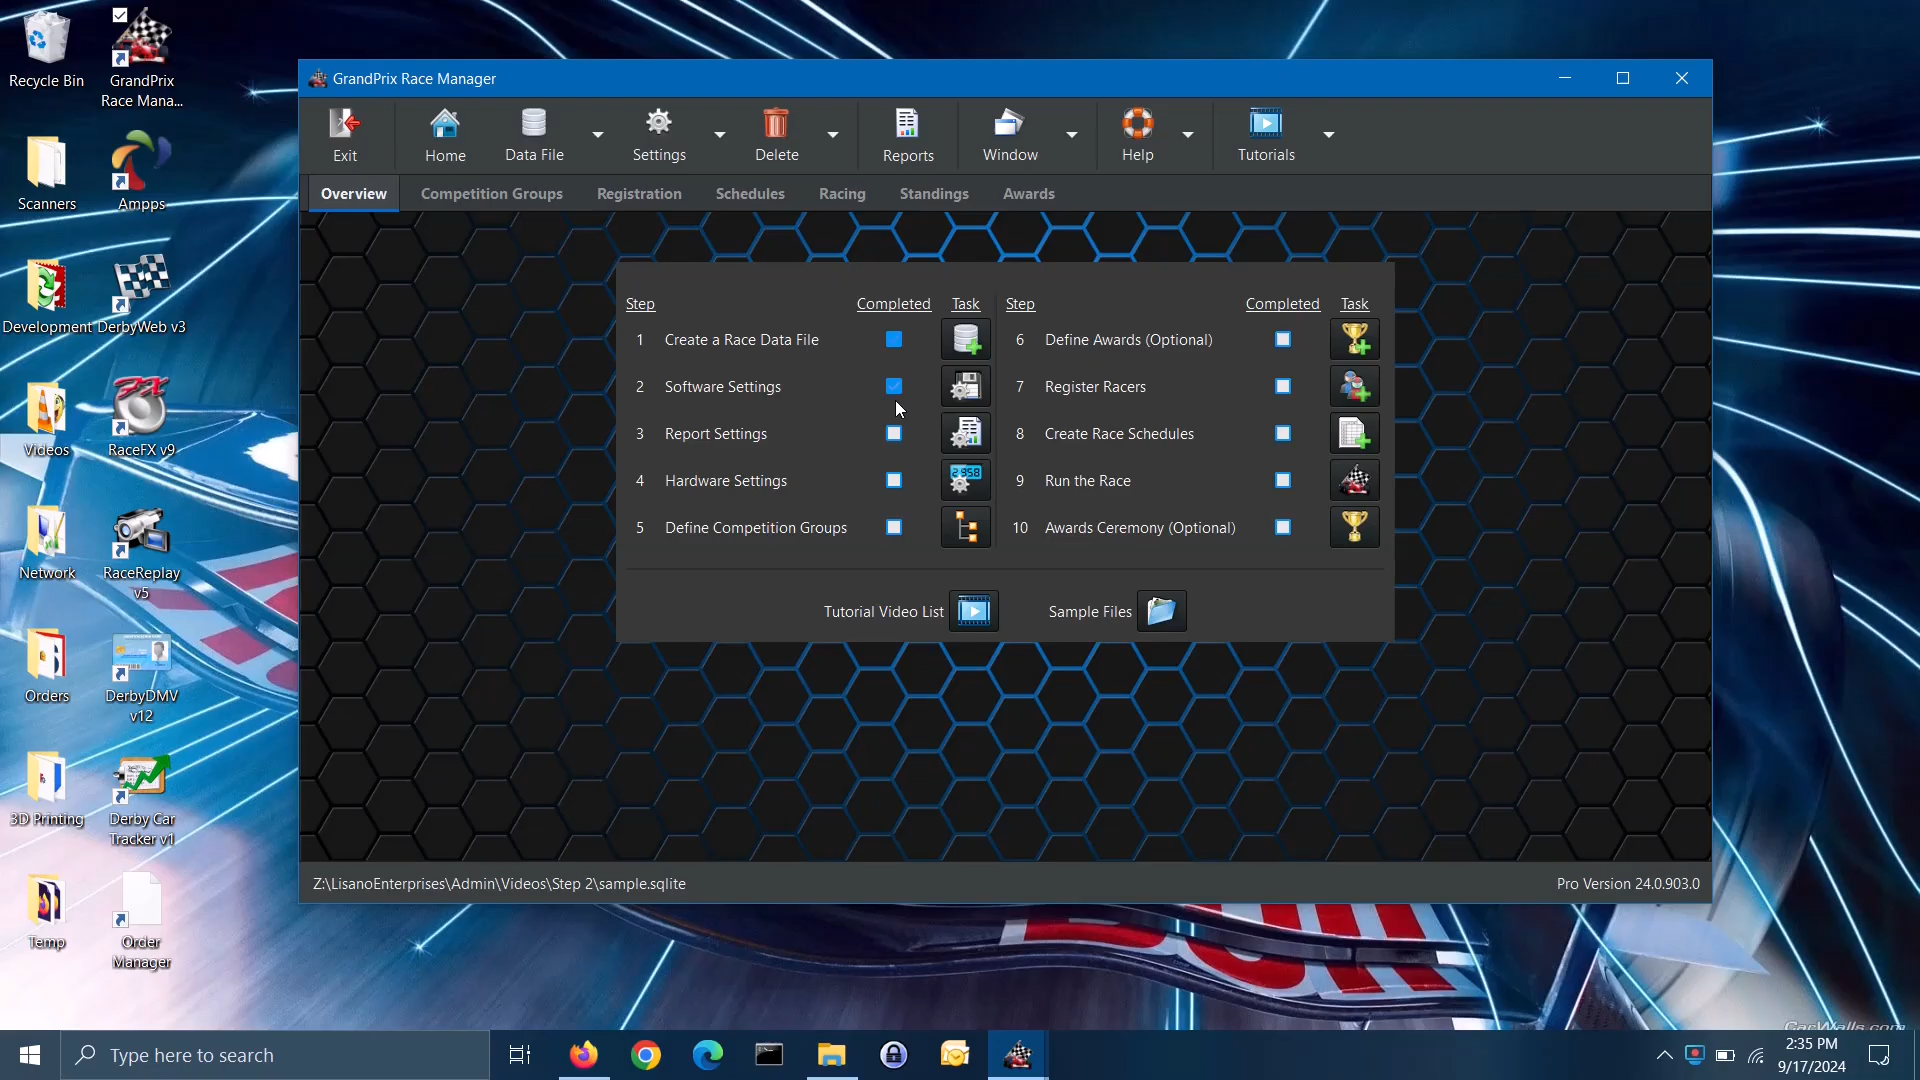 Recycle Bin
GrandPrix
Race Mana...
Scanners
Ampps
Development
DerbyWeb v3
Videos
RaceFX v9
Network
RaceReplay
v5
Orders
DerbyDMV
v12
3D Printing
Derby Car
Tracker v1
Temp
Order
Manager
GrandPrix Race Manager
Exit
Home
Data File
Settings
Delete
Reports
Window
Help
Tutorials
Overview
Competition Groups
Registration
Schedules
Racing
Standings
Awards
Step Completed Task
1 Create a Race Data File
2 Software Settings
3 Report Settings
4 Hardware Settings
5 Define Competition Groups
Step Completed Task
6 Define Awards (Optional)
7 Register Racers
8 Create Race Schedules
9 Run the Race
10 Awards Ceremony (Optional)
Tutorial Video List
Sample Files
Z:\LisanoEnterprises\Admin\Videos\Step 2\sample.sqlite
Pro Version 24.0.903.0
CarWalls.com
Type here to search
2:35 PM
9/17/2024